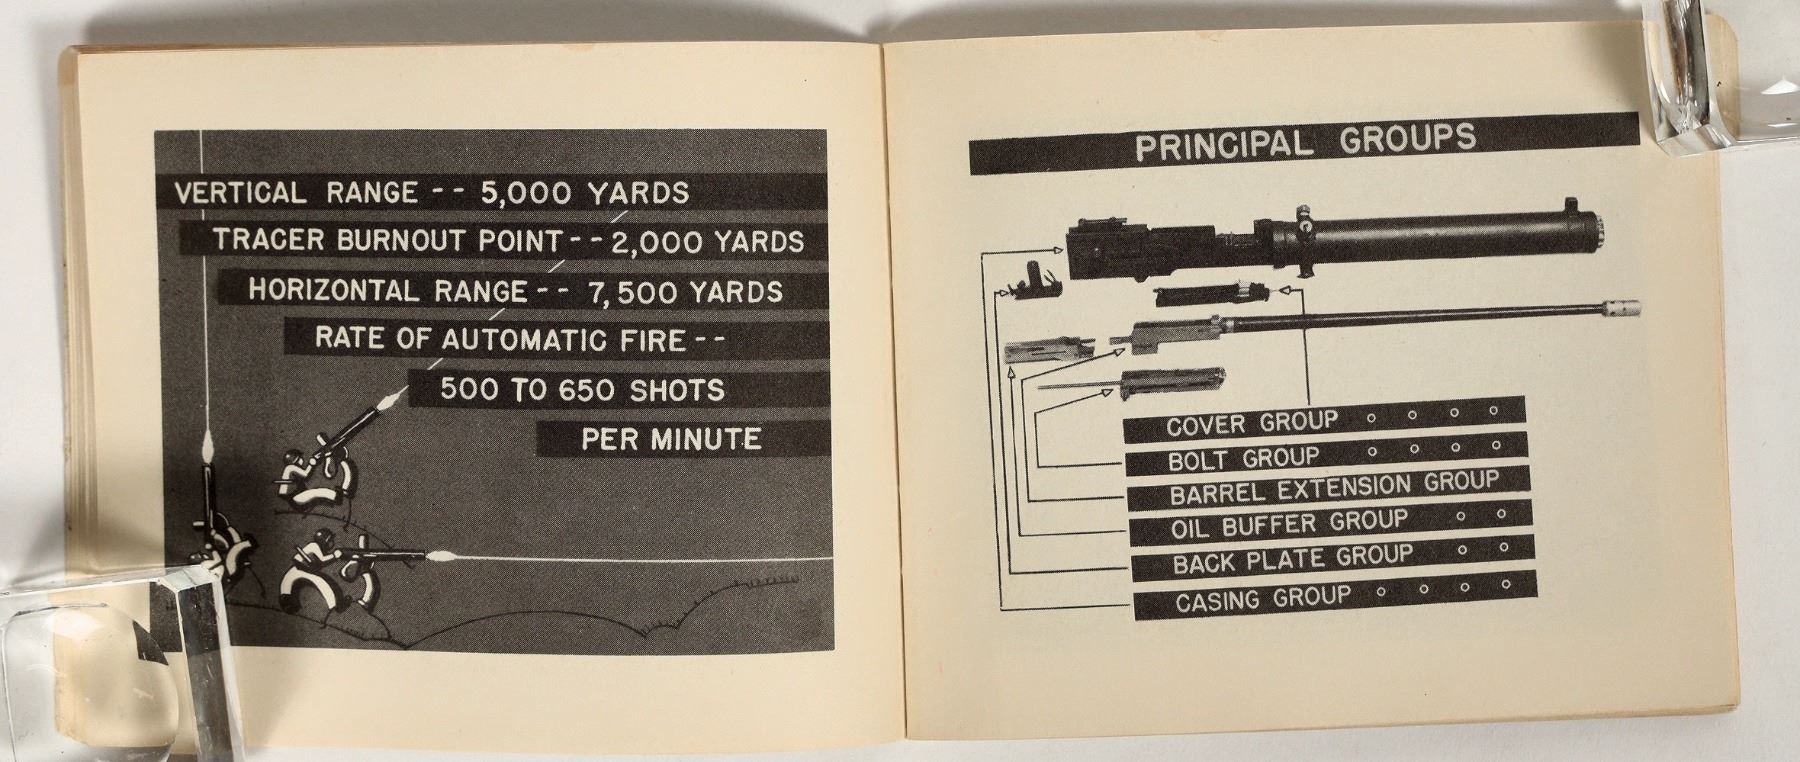 VERTICAL RANGE -- 5,000 YARDS
TRACER BURNOUT POINT -- 2,000 YARDS
HORIZONTAL RANGE -- 7,500 YARDS
RATE OF AUTOMATIC FIRE --
500 TO 650 SHOTS
PER MINUTE
PRINCIPAL GROUPS
COVER GROUP
BOLT GROUP
BARREL EXTENSION GROUP
OIL BUFFER GROUP
BACK PLATE GROUP
CASING GROUP